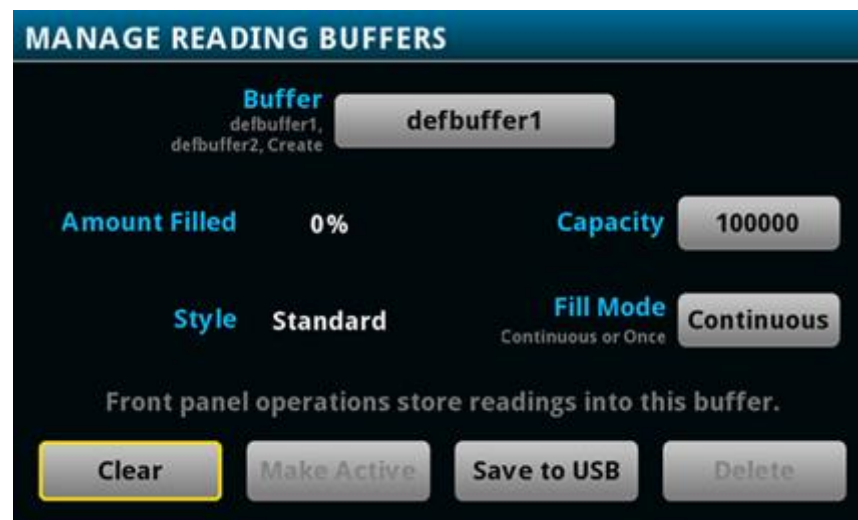 MANAGE READING BUFFERS
Buffer
defbuffer1,
defbuffer2, Create
defbuffer1
Amount Filled
0%
Capacity
100000
Style
Standard
Fill Mode
Continuous or Once
Continuous
Front panel operations store readings into this buffer.
Clear
Make Active
Save to USB
Delete